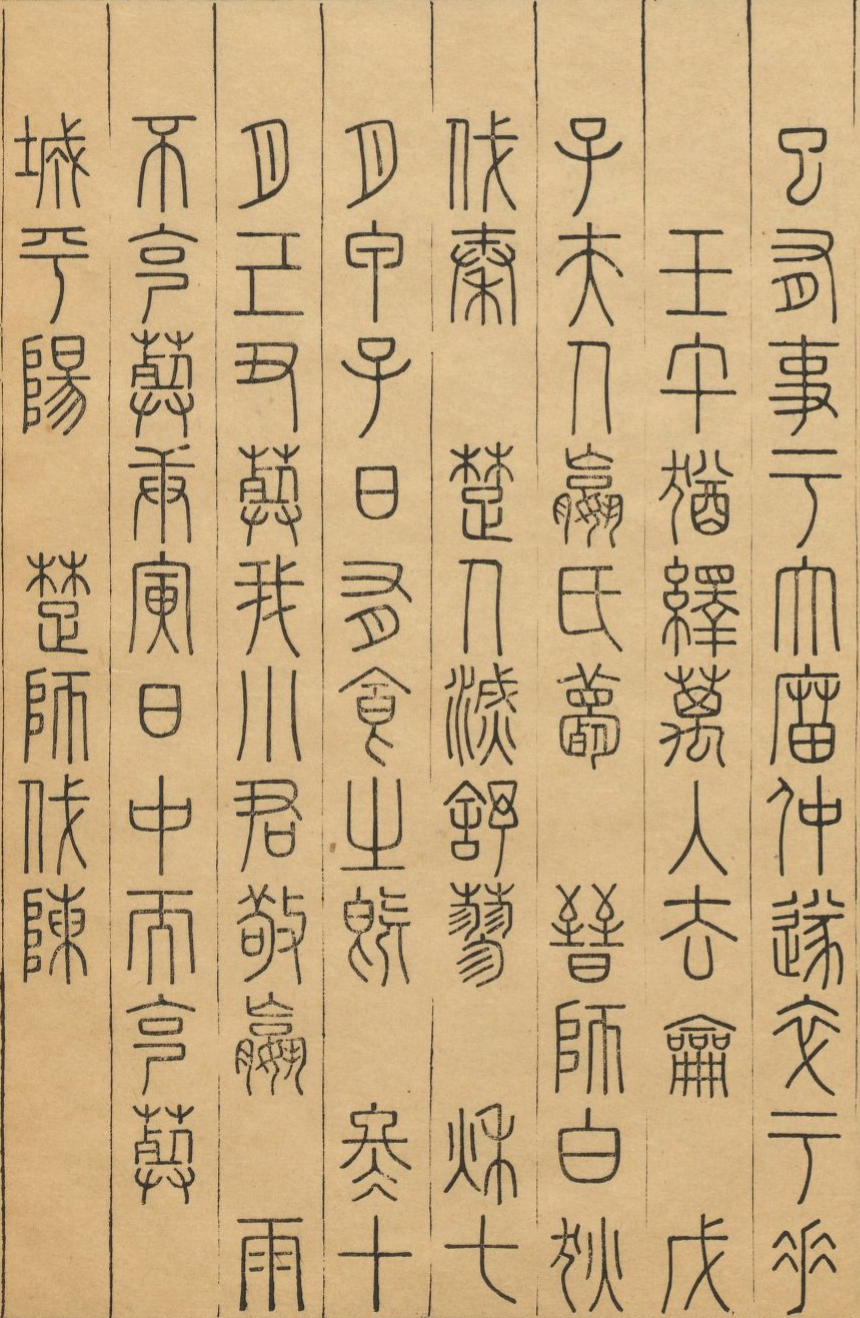 巳有事于大廟仲遂卒于垂
壬午猶繹萬入去籥 戊
子夫人嬴氏薨 晉師白狄
伐秦 楚人滅舒蓼 秋七
月甲子日有食之既 冬十
月己丑葬我小君敬嬴 雨
不克葬庚寅日中而克葬
城平陽 楚師伐陳